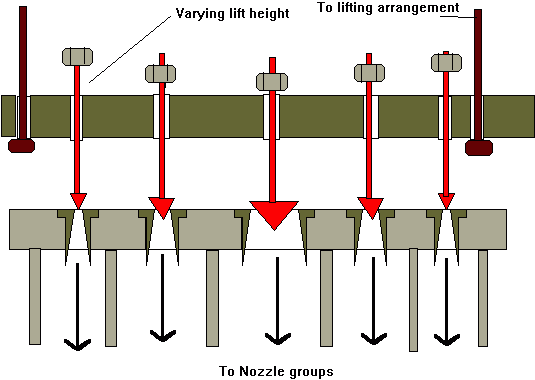 To lifting arrangement
Varying lift height
To Nozzle groups